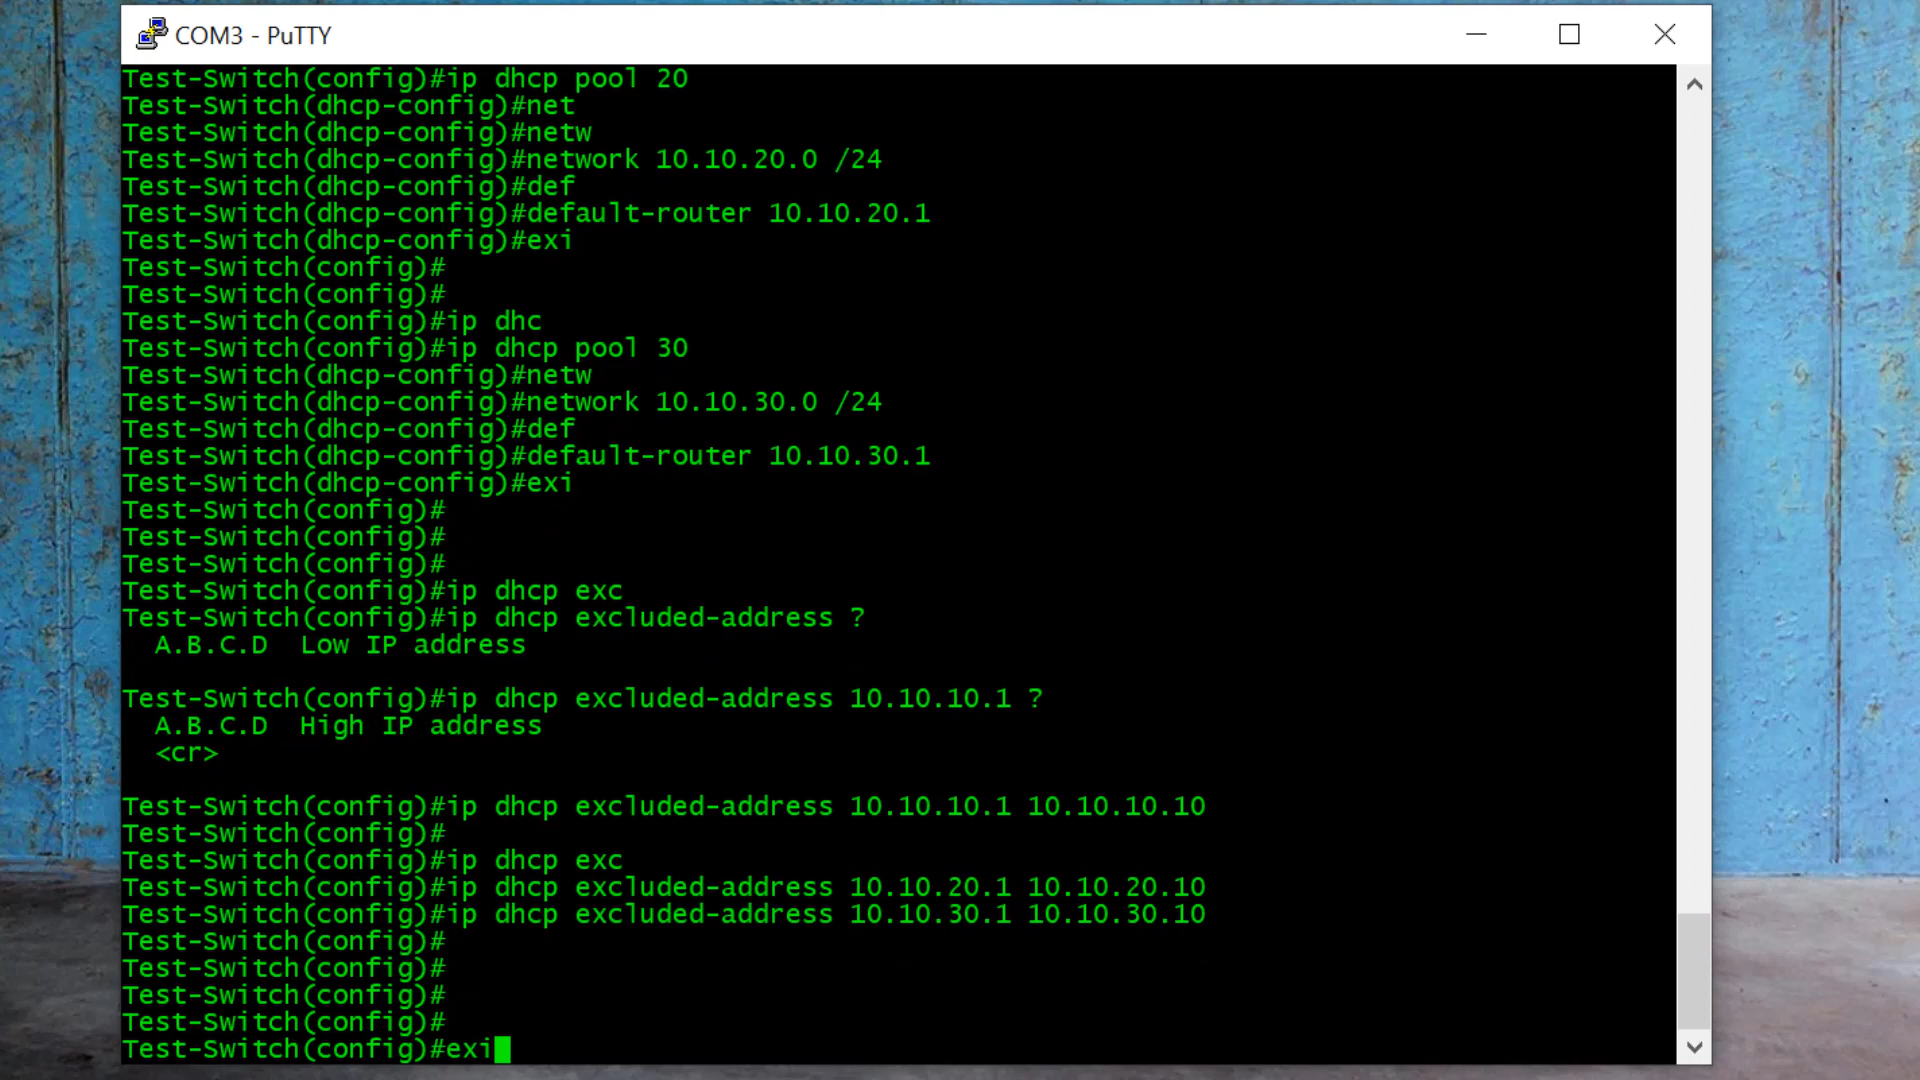 COM3 - PuTTY
Test-Switch(config)#ip dhcp pool 20
Test-Switch(dhcp-config)#net
Test-Switch(dhcp-config)#netw
Test-Switch(dhcp-config)#network 10.10.20.0 /24
Test-Switch(dhcp-config)#def
Test-Switch(dhcp-config)#default-router 10.10.20.1
Test-Switch(dhcp-config)#exi
Test-Switch(config)#
Test-Switch(config)#
Test-Switch(config)#ip dhc
Test-Switch(config)#ip dhcp pool 30
Test-Switch(dhcp-config)#netw
Test-Switch(dhcp-config)#network 10.10.30.0 /24
Test-Switch(dhcp-config)#def
Test-Switch(dhcp-config)#default-router 10.10.30.1
Test-Switch(dhcp-config)#exi
Test-Switch(config)#
Test-Switch(config)#
Test-Switch(config)#
Test-Switch(config)#ip dhcp exc
Test-Switch(config)#ip dhcp excluded-address ?
A.B.C.D  Low IP address
Test-Switch(config)#ip dhcp excluded-address 10.10.10.1 ?
A.B.C.D  High IP address
<cr>
Test-Switch(config)#ip dhcp excluded-address 10.10.10.1 10.10.10.10
Test-Switch(config)#
Test-Switch(config)#ip dhcp exc
Test-Switch(config)#ip dhcp excluded-address 10.10.20.1 10.10.20.10
Test-Switch(config)#ip dhcp excluded-address 10.10.30.1 10.10.30.10
Test-Switch(config)#
Test-Switch(config)#
Test-Switch(config)#
Test-Switch(config)#
Test-Switch(config)#exi